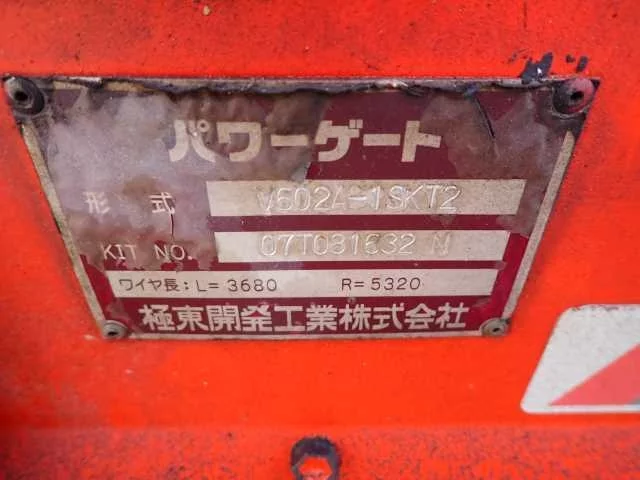 パワーゲート
形式 V602A-1SKT2
KIT NO. 07T081632 N
ワイヤ長:L=3680 R=5320
極東開発工業株式会社